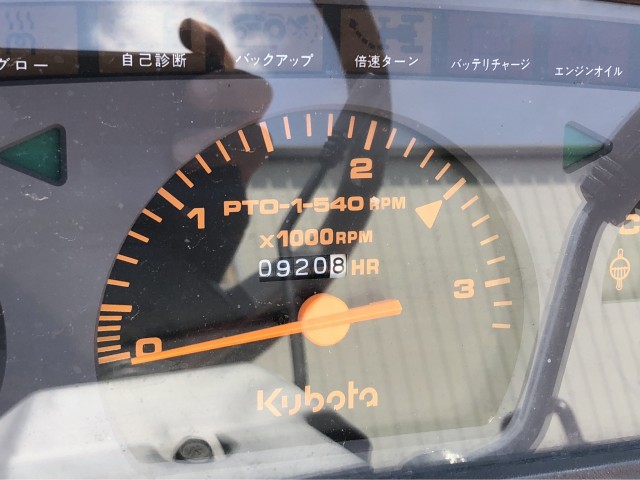 グロー 自己診断 バックアップ 倍速ターン バッテリチャージ エンジンオイル
2
1 PTO-1-540 RPM
X1000RPM
09208 HR
3
0
Kubota